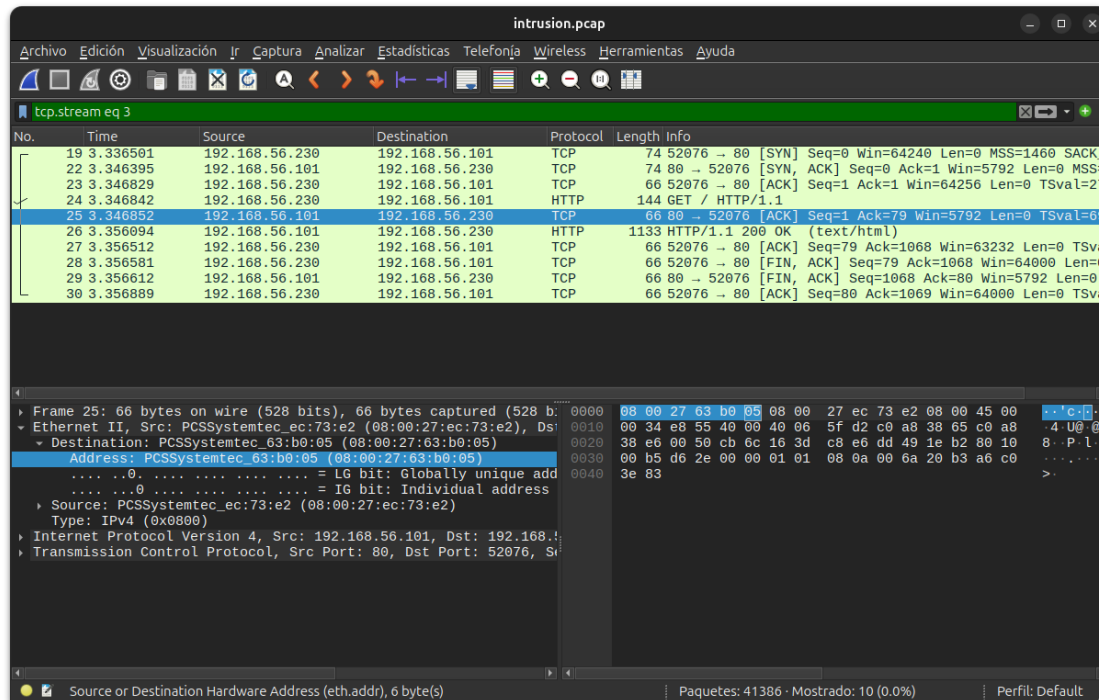 intrusion.pcap
Archivo Edición Visualización Ir Captura Analizar Estadísticas Telefonía Wireless Herramientas Ayuda
tcp.stream eq 3
No. Time Source Destination Protocol Length Info
19 3.336501 192.168.56.230 192.168.56.101 TCP 74 52076 → 80 [SYN] Seq=0 Win=64240 Len=0 MSS=1460 SACK_
22 3.346395 192.168.56.101 192.168.56.230 TCP 74 80 → 52076 [SYN, ACK] Seq=0 Ack=1 Win=5792 Len=0 MSS=
23 3.346829 192.168.56.230 192.168.56.101 TCP 66 52076 → 80 [ACK] Seq=1 Ack=1 Win=64256 Len=0 TSval=2
24 3.346842 192.168.56.230 192.168.56.101 HTTP 144 GET / HTTP/1.1
25 3.346852 192.168.56.101 192.168.56.230 TCP 66 80 → 52076 [ACK] Seq=1 Ack=79 Win=5792 Len=0 TSval=6
26 3.356094 192.168.56.101 192.168.56.230 HTTP 1133 HTTP/1.1 200 OK (text/html)
27 3.356512 192.168.56.230 192.168.56.101 TCP 66 52076 → 80 [ACK] Seq=79 Ack=1068 Win=63232 Len=0 TSv
28 3.356581 192.168.56.230 192.168.56.101 TCP 66 52076 → 80 [FIN, ACK] Seq=79 Ack=1068 Win=64000 Len=
29 3.356612 192.168.56.101 192.168.56.230 TCP 66 80 → 52076 [FIN, ACK] Seq=1068 Ack=80 Win=5792 Len=0
30 3.356889 192.168.56.230 192.168.56.101 TCP 66 52076 → 80 [ACK] Seq=80 Ack=1069 Win=64000 Len=0 TSv
Frame 25: 66 bytes on wire (528 bits), 66 bytes captured (528 b
Ethernet II, Src: PCSSystemtec_ec:73:e2 (08:00:27:ec:73:e2), Dst
Destination: PCSSystemtec_63:b0:05 (08:00:27:63:b0:05)
Address: PCSSystemtec_63:b0:05 (08:00:27:63:b0:05)
.... ..0. .... .... .... .... = LG bit: Globally unique add
.... ...0 .... .... .... .... = IG bit: Individual address
Source: PCSSystemtec_ec:73:e2 (08:00:27:ec:73:e2)
Type: IPv4 (0x0800)
Internet Protocol Version 4, Src: 192.168.56.101, Dst: 192.168.5
Transmission Control Protocol, Src Port: 80, Dst Port: 52076, S
0000 08 00 27 63 b0 05 08 00 27 ec 73 e2 08 00 45 00 ··'c··
0010 00 34 e8 55 40 00 40 06 5f d2 c0 a8 38 65 c0 a8 ·4·U@·@
0020 38 e6 00 50 cb 6c 16 3d c8 e6 dd 49 1e b2 80 10 8··P·l·
0030 00 b5 d6 2e 00 00 01 01 08 0a 00 6a 20 b3 a6 c0 ···.···
0040 3e 83 >·
Source or Destination Hardware Address (eth.addr), 6 byte(s) Paquetes: 41386 · Mostrado: 10 (0.0%) Perfil: Default